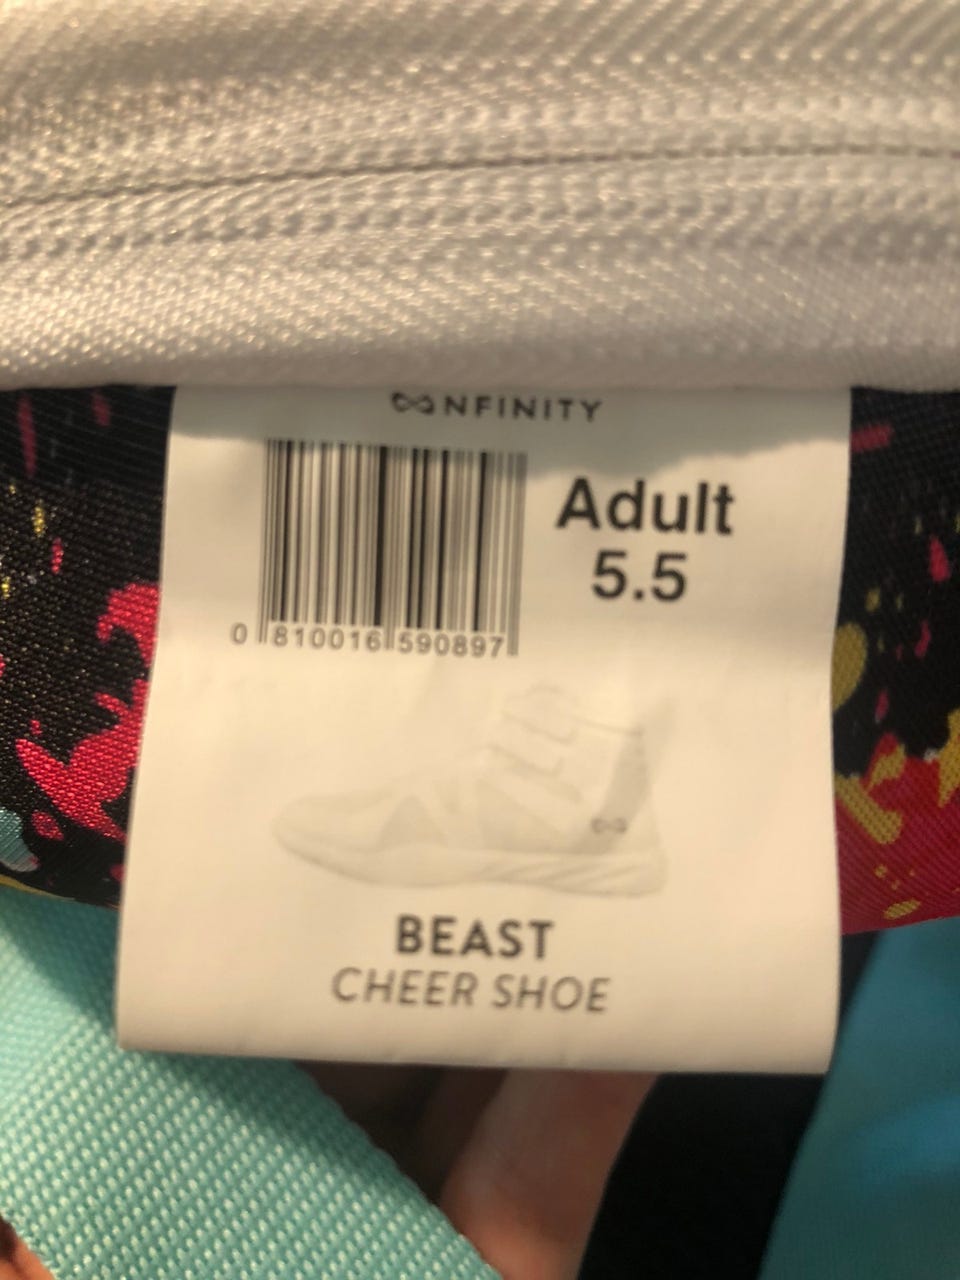 ∞NFINITY
Adult
5.5
0 810016 590897
BEAST
CHEER SHOE